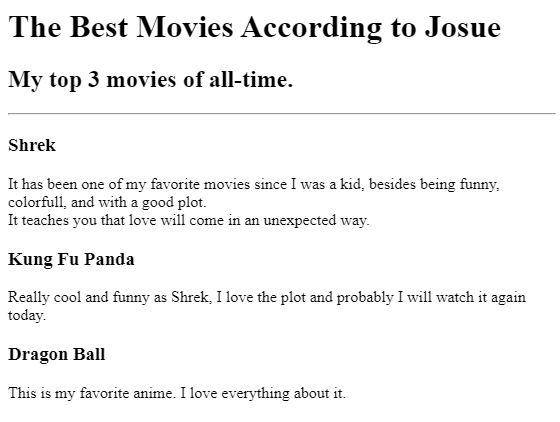 The Best Movies According to Josue
My top 3 movies of all-time.
Shrek
It has been one of my favorite movies since I was a kid, besides being funny,
colorfull, and with a good plot.
It teaches you that love will come in an unexpected way.
Kung Fu Panda
Really cool and funny as Shrek, I love the plot and probably I will watch it again
today.
Dragon Ball
This is my favorite anime. I love everything about it.